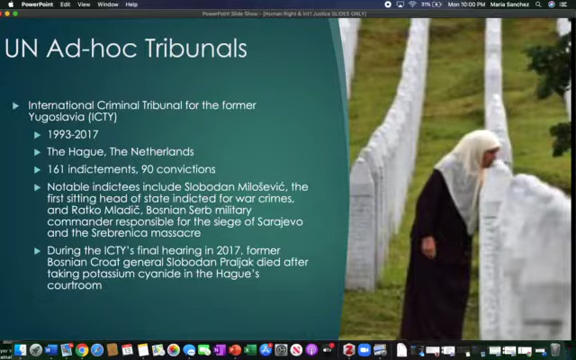 PowerPoint File Edit View Window Help
31% Mon 10:00 PM Maria Sanchez
PowerPoint Slide Show - [Human Right & Int'l Justice SLIDES ONLY]
UN Ad-hoc Tribunals
International Criminal Tribunal for the former
Yugoslavia (ICTY)
1993-2017
The Hague, The Netherlands
161 indictements, 90 convictions
Notable indictees include Slobodan Milošević, the
first sitting head of state indicted for war crimes,
and Ratko Mladič, Bosnian Serb military
commander responsible for the siege of Sarajevo
and the Srebrenica massacre
During the ICTY's final hearing in 2017, former
Bosnian Croat general Slobodan Praljak died after
taking potassium cyanide in the Hague's
courtroom